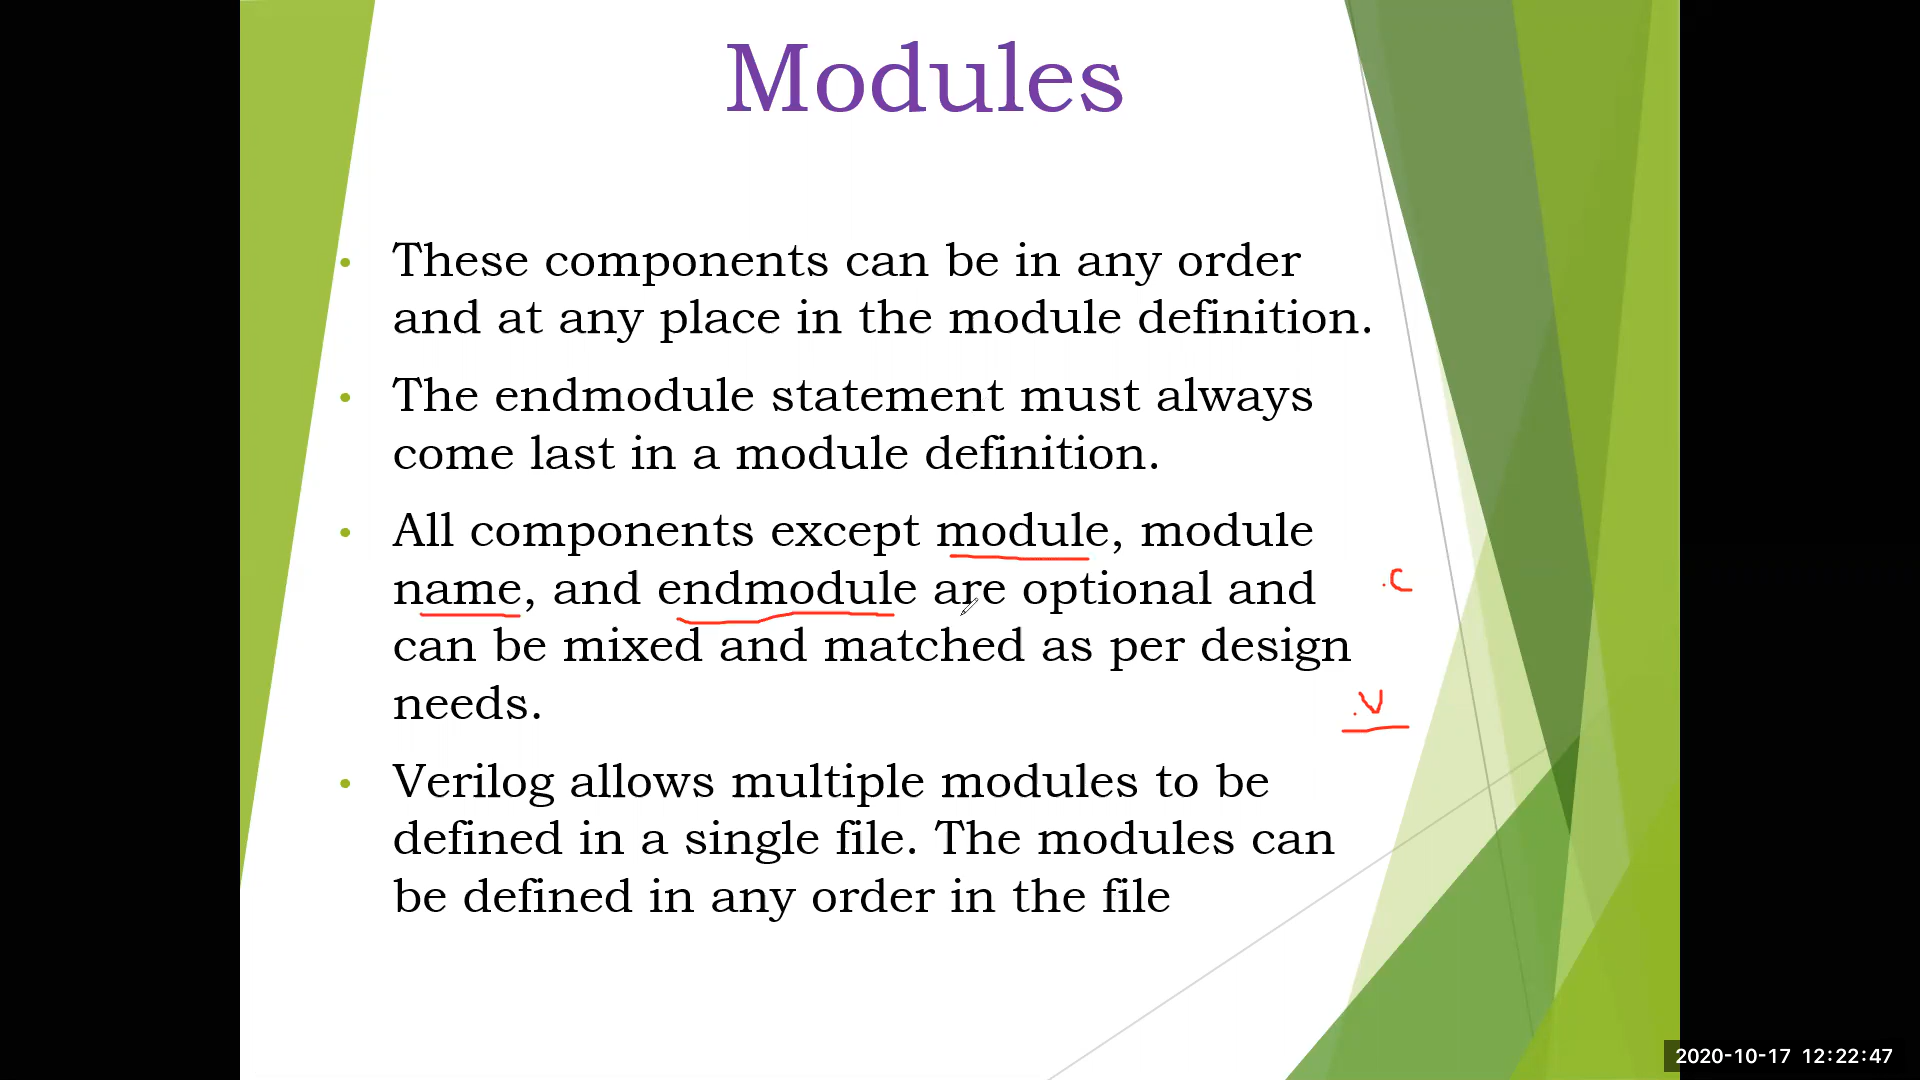 Modules
• These components can be in any order
and at any place in the module definition.
• The endmodule statement must always
come last in a module definition.
• All components except module, module
name, and endmodule are optional and
.c
can be mixed and matched as per design
needs.
.v
• Verilog allows multiple modules to be
defined in a single file. The modules can
be defined in any order in the file
2020-10-17 12:22:47